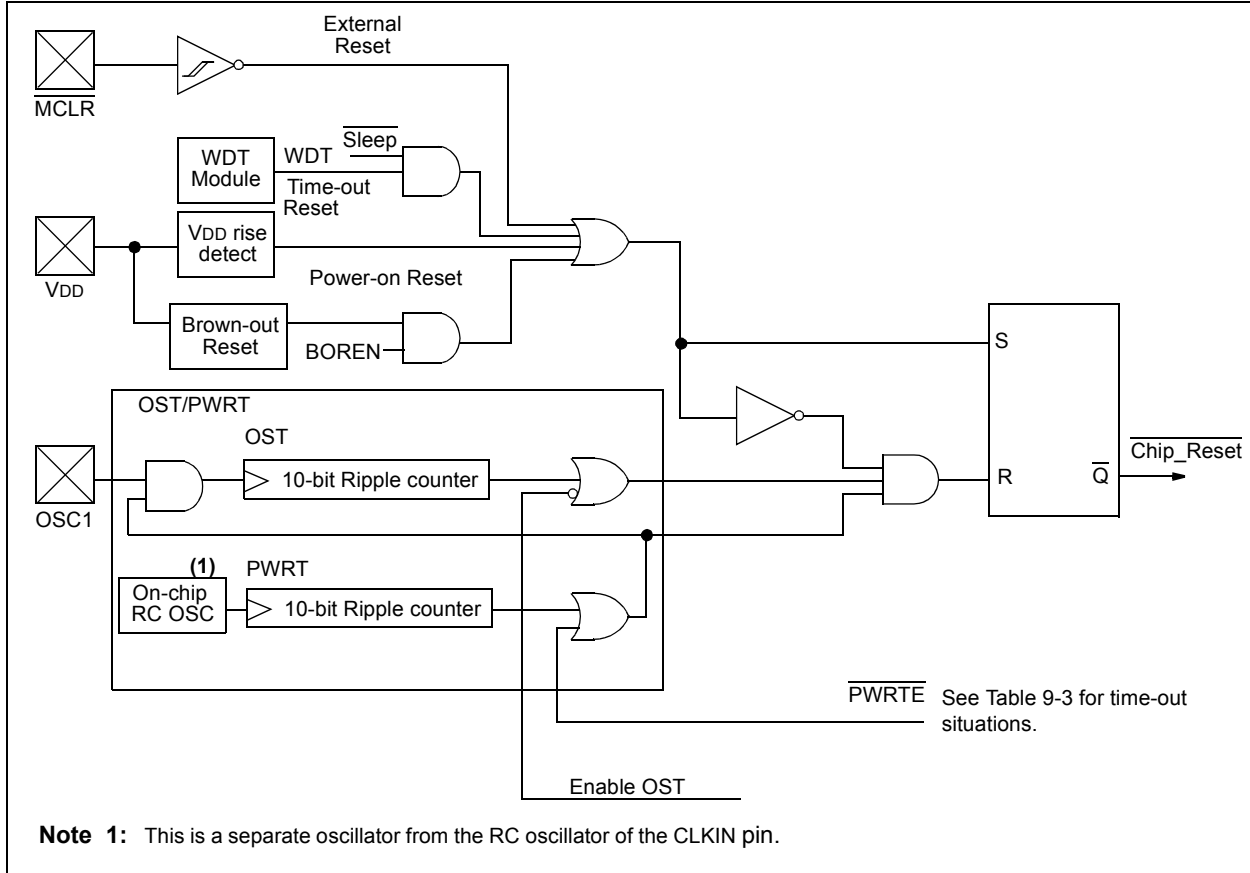 External
Reset
MCLR
Sleep
WDT
Module
WDT
Time-out
Reset
VDD rise
detect
VDD
Power-on Reset
Brown-out
Reset
BOREN
S
OST/PWRT
OST
Chip_Reset
10-bit Ripple counter
R
Q
OSC1
(1)
PWRT
On-chip
RC OSC
10-bit Ripple counter
PWRTE
See Table 9-3 for time-out
situations.
Enable OST
Note 1: This is a separate oscillator from the RC oscillator of the CLKIN pin.